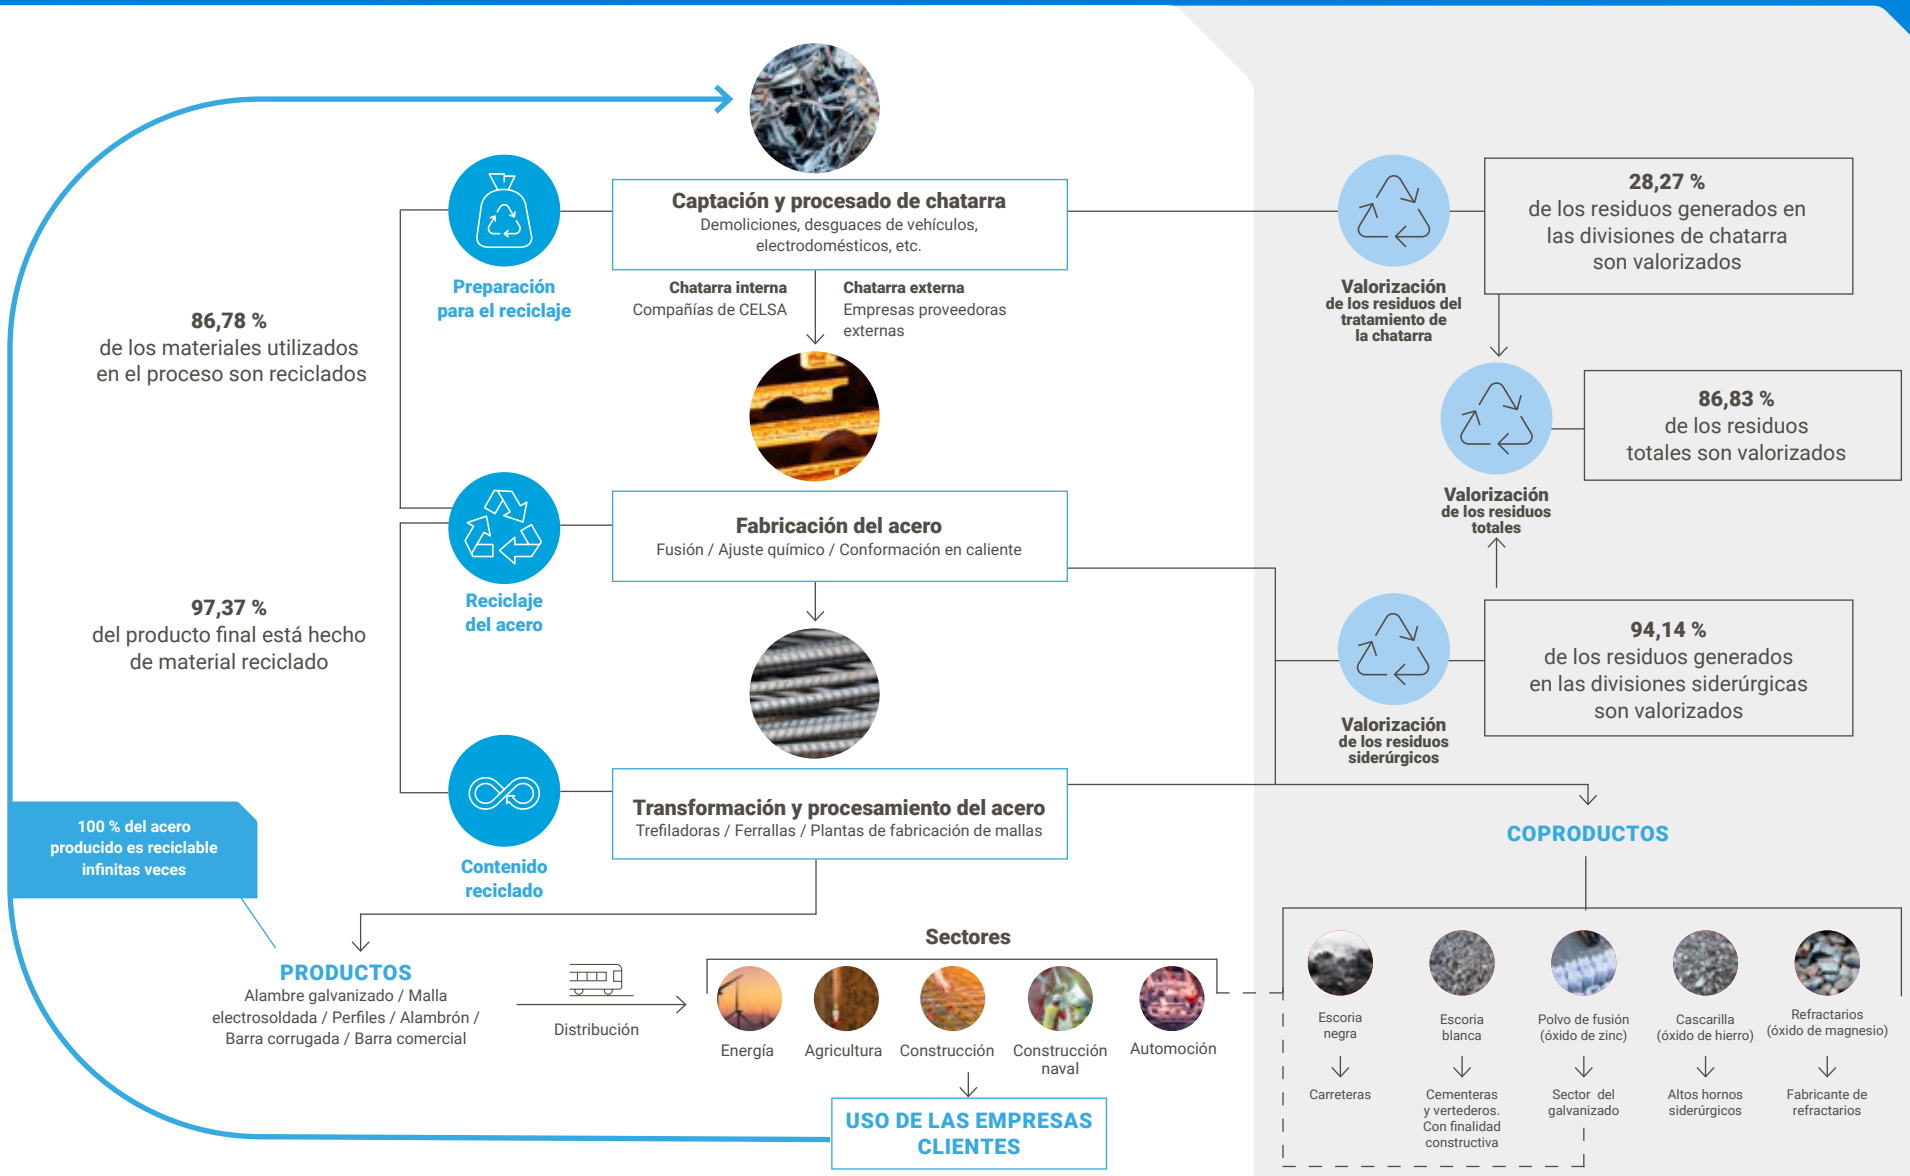 Captación y procesado de chatarra
Demoliciones, desguaces de vehículos,
electrodomésticos, etc.
Preparación
para el reciclaje
Chatarra interna
Compañías de CELSA
Chatarra externa
Empresas proveedoras
externas
86,78 %
de los materiales utilizados
en el proceso son reciclados
Fabricación del acero
Fusión / Ajuste químico / Conformación en caliente
Reciclaje
del acero
97,37 %
del producto final está hecho
de material reciclado
Transformación y procesamiento del acero
Trefiladoras / Ferrallas / Plantas de fabricación de mallas
Contenido
reciclado
100 % del acero
producido es reciclable
infinitas veces
PRODUCTOS
Alambre galvanizado / Malla
electrosoldada / Perfiles / Alambrón /
Barra corrugada / Barra comercial
Distribución
Sectores
Energía
Agricultura
Construcción
Construcción
naval
Automoción
USO DE LAS EMPRESAS
CLIENTES
Valorización
de los residuos del
tratamiento de
la chatarra
28,27 %
de los residuos generados en
las divisiones de chatarra
son valorizados
Valorización
de los residuos
totales
86,83 %
de los residuos
totales son valorizados
Valorización
de los residuos
siderúrgicos
94,14 %
de los residuos generados
en las divisiones siderúrgicas
son valorizados
COPRODUCTOS
Escoria
negra
Carreteras
Escoria
blanca
Cementeras
y vertederos.
Con finalidad
constructiva
Polvo de fusión
(óxido de zinc)
Sector del
galvanizado
Cascarilla
(óxido de hierro)
Altos hornos
siderúrgicos
Refractarios
(óxido de magnesio)
Fabricante de
refractarios